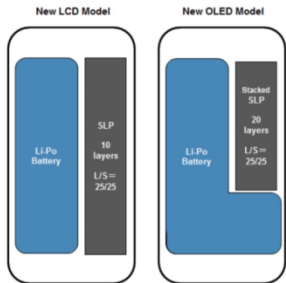 New LCD Model
New OLED Model
Li-Po
Battery
SLP
10
layers
L/S=
25/25
Li-Po
Battery
Stacked
SLP
20
layers
L/S=
25/25